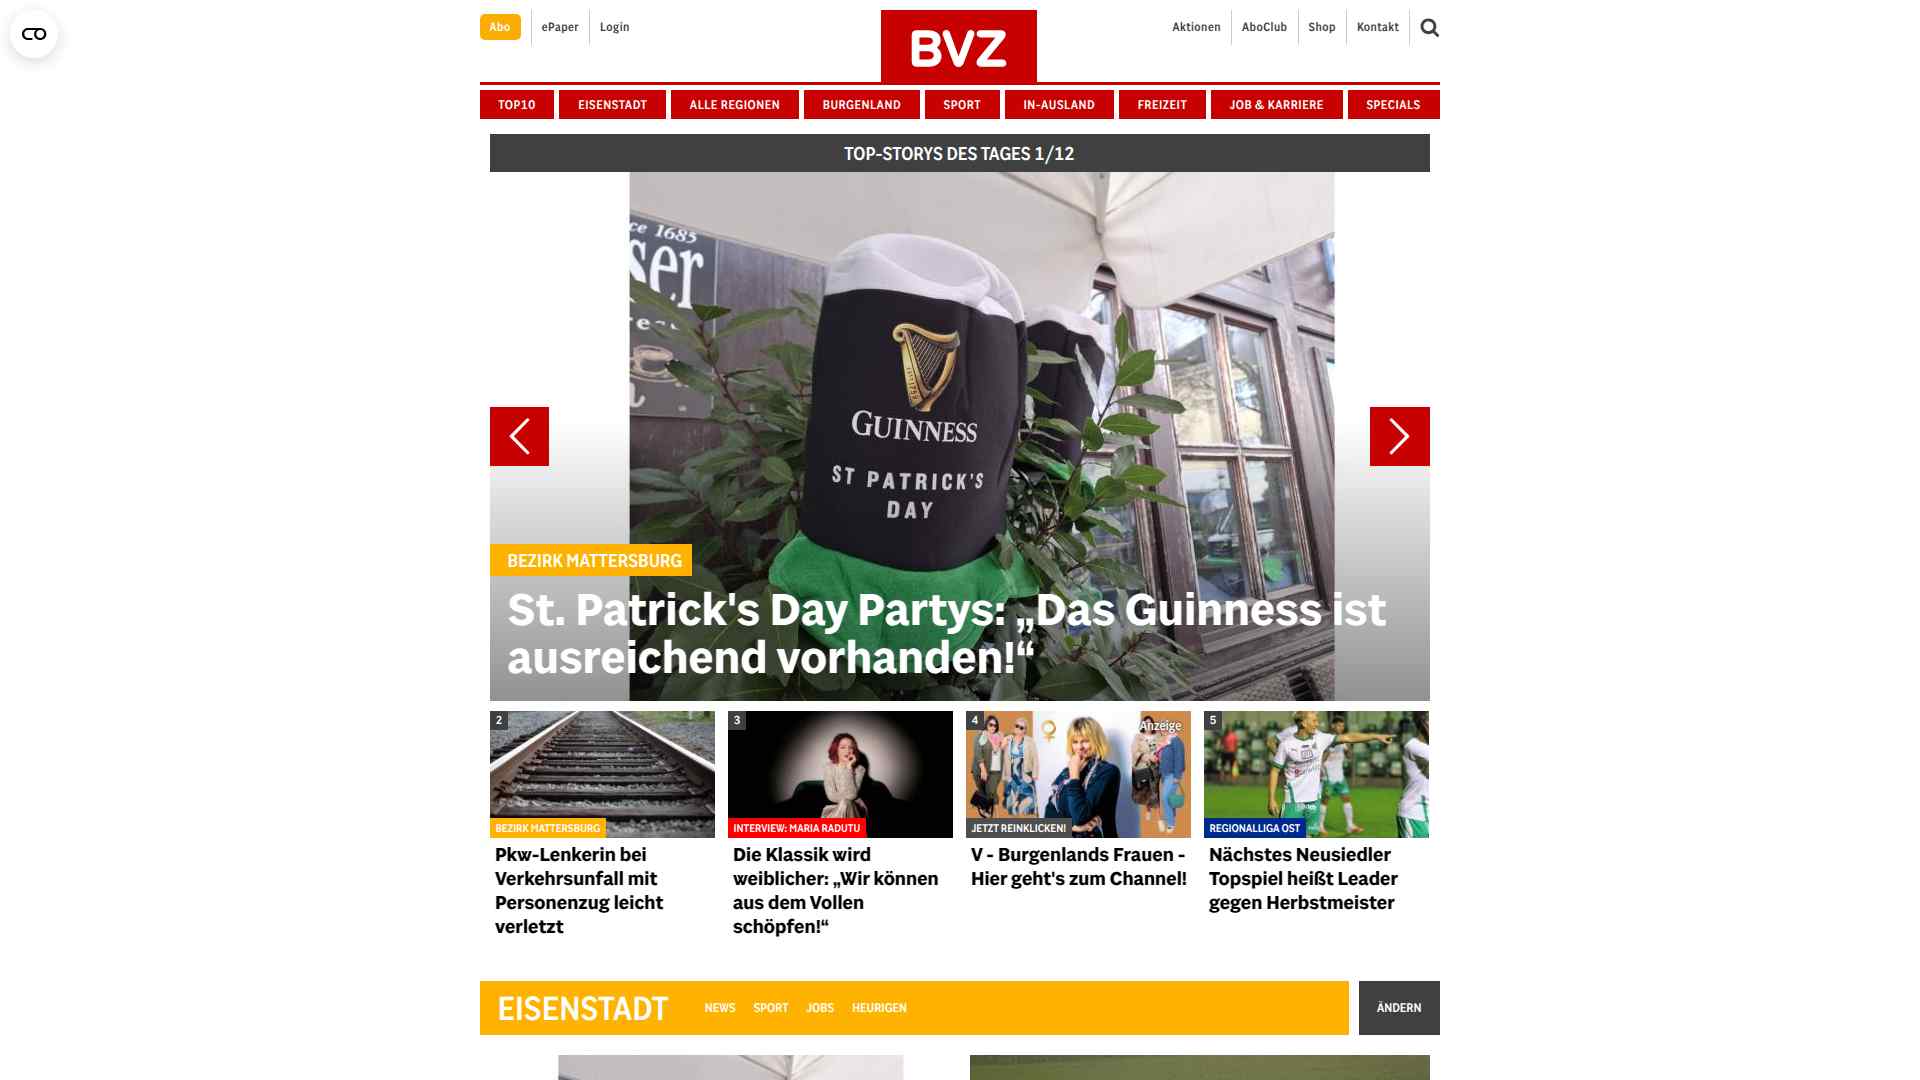 Abo
ePaper
Login
BVZ
Aktionen
AboClub
Shop
Kontakt
TOP10
EISENSTADT
ALLE REGIONEN
BURGENLAND
SPORT
IN-AUSLAND
FREIZEIT
JOB & KARRIERE
SPECIALS
TOP-STORYS DES TAGES 1/12
ce 1683
ser
GUINNESS
ST PATRICK'S
DAY
BEZIRK MATTERSBURG
St. Patrick's Day Partys: „Das Guinness ist
ausreichend vorhanden!“
2
BEZIRK MATTERSBURG
Pkw-Lenkerin bei
Verkehrsunfall mit
Personenzug leicht
verletzt
3
INTERVIEW: MARIA RADUTU
Die Klassik wird
weiblicher: „Wir können
aus dem Vollen
schöpfen!“
4
Anzeige
JETZT REINKLICKEN!
V - Burgenlands Frauen -
Hier geht's zum Channel!
5
REGIONALLIGA OST
Nächstes Neusiedler
Topspiel heißt Leader
gegen Herbstmeister
EISENSTADT
NEWS
SPORT
JOBS
HEURIGEN
ÄNDERN